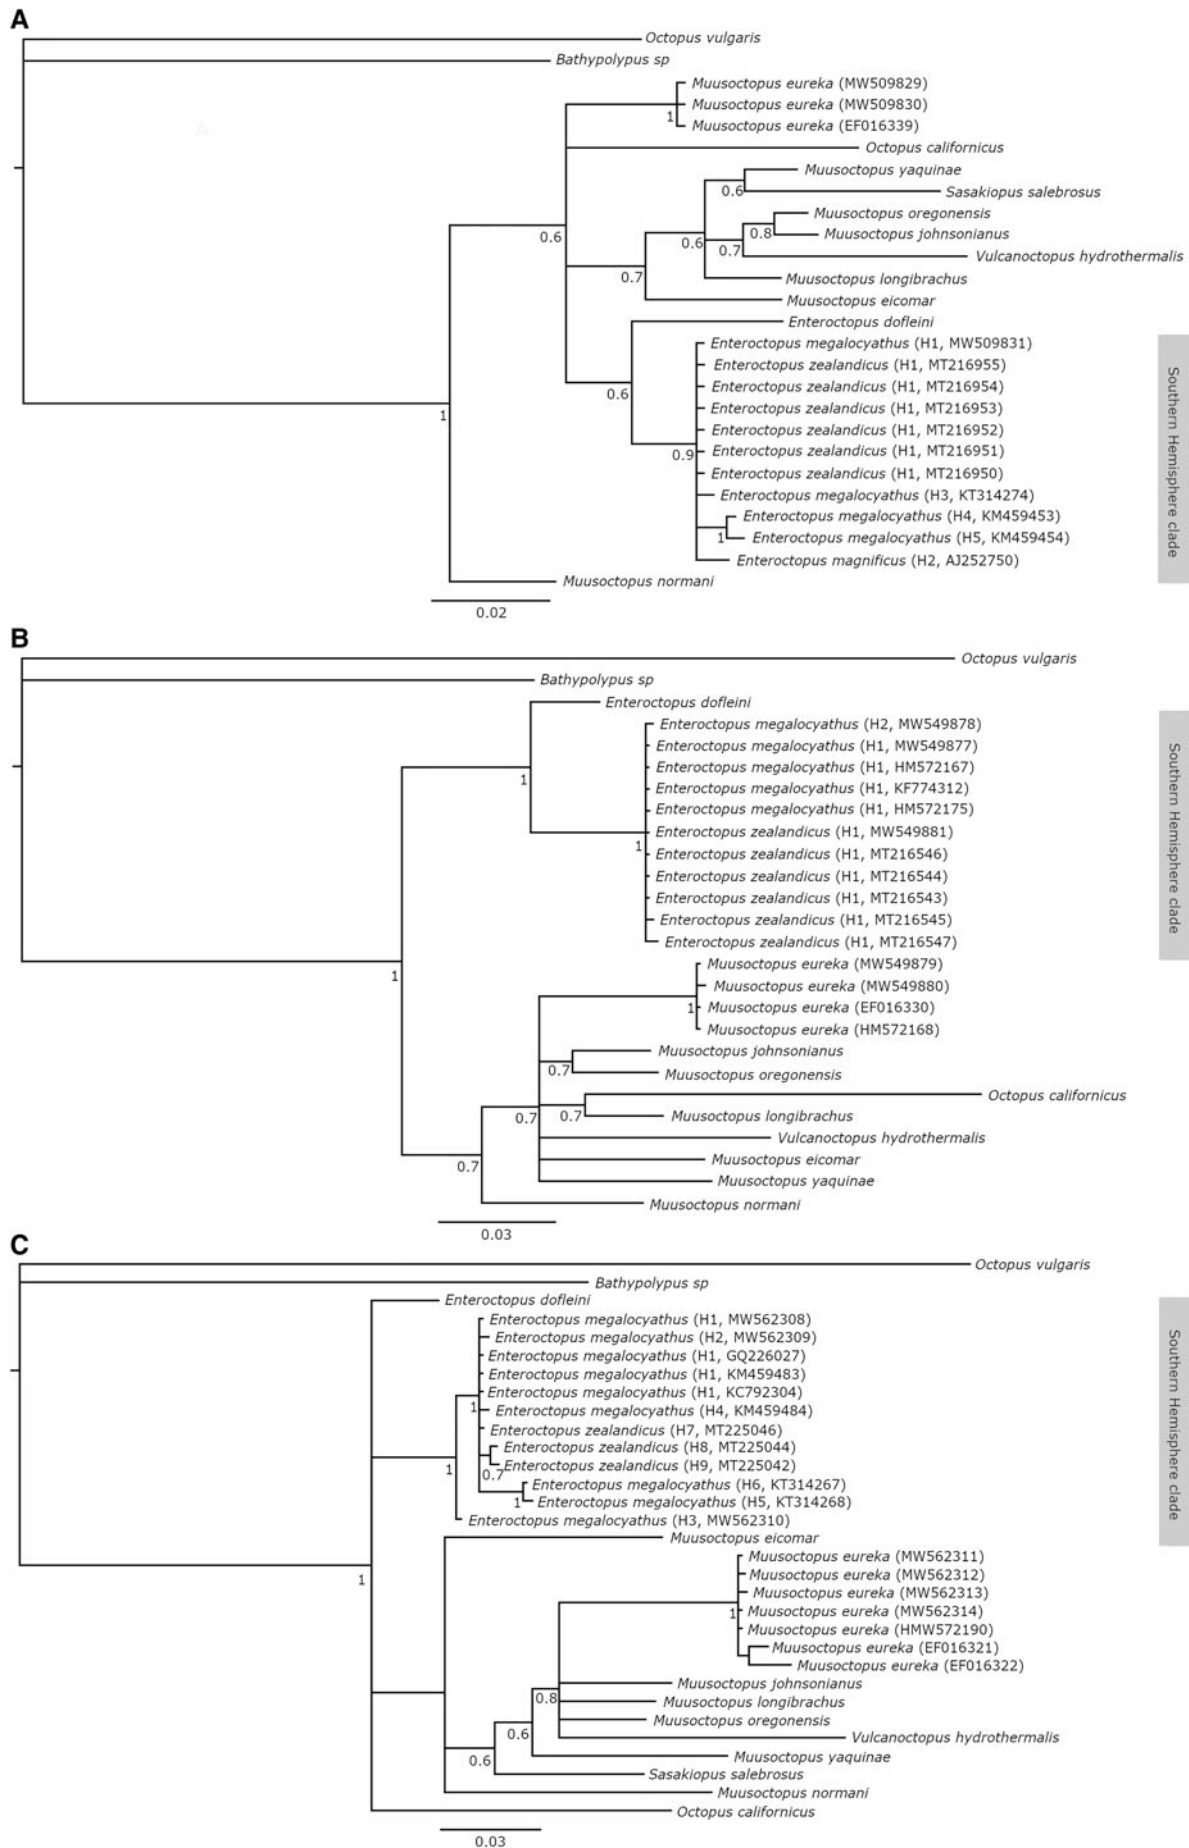 A
Octopus vulgaris
Bathypolypus sp
Muusoctopus eureka (MW509829)
Muusoctopus eureka (MW509830)
1
Muusoctopus eureka (EF016339)
Octopus californicus
Muusoctopus yaquinae
0.6
Sasakiopus salebrosus
Muusoctopus oregonensis
0.8
Muusoctopus johnsonianus
0.6
0.6
0.7
Vulcanoctopus hydrothermalis
0.7
Muusoctopus longibrachus
Muusoctopus eicomar
Enteroctopus dofleini
Enteroctopus megalocyathus (H1, MW509831)
Enteroctopus zealandicus (H1, MT216955)
Enteroctopus zealandicus (H1, MT216954)
0.6
Enteroctopus zealandicus (H1, MT216953)
1
Enteroctopus zealandicus (H1, MT216952)
Enteroctopus zealandicus (H1, MT216951)
0.9
Enteroctopus zealandicus (H1, MT216950)
Enteroctopus megalocyathus (H3, KT314274)
Enteroctopus megalocyathus (H4, KM459453)
1
Enteroctopus megalocyathus (H5, KM459454)
Enteroctopus magnificus (H2, AJ252750)
Muusoctopus normani
Southern Hemisphere clade
0.02
B
Octopus vulgaris
Bathypolypus sp
Enteroctopus dofleini
Enteroctopus megalocyathus (H2, MW549878)
Enteroctopus megalocyathus (H1, MW549877)
Enteroctopus megalocyathus (H1, HM572167)
1
Enteroctopus megalocyathus (H1, KF774312)
Enteroctopus megalocyathus (H1, HM572175)
Enteroctopus zealandicus (H1, MW549881)
1
Enteroctopus zealandicus (H1, MT216546)
Enteroctopus zealandicus (H1, MT216544)
Enteroctopus zealandicus (H1, MT216543)
Enteroctopus zealandicus (H1, MT216545)
Enteroctopus zealandicus (H1, MT216547)
Southern Hemisphere clade
Muusoctopus eureka (MW549879)
1
Muusoctopus eureka (MW549880)
1
Muusoctopus eureka (EF016330)
Muusoctopus eureka (HM572168)
Muusoctopus johnsonianus
0.7
Muusoctopus oregonensis
Octopus californicus
0.7
0.7
Muusoctopus longibrachus
Vulcanoctopus hydrothermalis
Muusoctopus eicomar
0.7
Muusoctopus yaquinae
Muusoctopus normani
0.03
C
Octopus vulgaris
Bathypolypus sp
Enteroctopus dofleini
Enteroctopus megalocyathus (H1, MW562308)
Enteroctopus megalocyathus (H2, MW562309)
Enteroctopus megalocyathus (H1, GQ226027)
Enteroctopus megalocyathus (H1, KM459483)
Enteroctopus megalocyathus (H1, KC792304)
1
Enteroctopus megalocyathus (H4, KM459484)
Enteroctopus zealandicus (H7, MT225046)
Enteroctopus zealandicus (H8, MT225044)
Enteroctopus zealandicus (H9, MT225042)
1
0.7
Enteroctopus megalocyathus (H6, KT314267)
1
Enteroctopus megalocyathus (H5, KT314268)
Enteroctopus megalocyathus (H3, MW562310)
Southern Hemisphere clade
Muusoctopus eicomar
Muusoctopus eureka (MW562311)
Muusoctopus eureka (MW562312)
1
Muusoctopus eureka (MW562313)
1
Muusoctopus eureka (MW562314)
Muusoctopus eureka (HMW572190)
Muusoctopus eureka (EF016321)
Muusoctopus eureka (EF016322)
Muusoctopus johnsonianus
0.8
Muusoctopus longibrachus
Muusoctopus oregonensis
0.6
Vulcanoctopus hydrothermalis
Muusoctopus yaquinae
0.6
Sasakiopus salebrosus
Muusoctopus normani
Octopus californicus
0.03